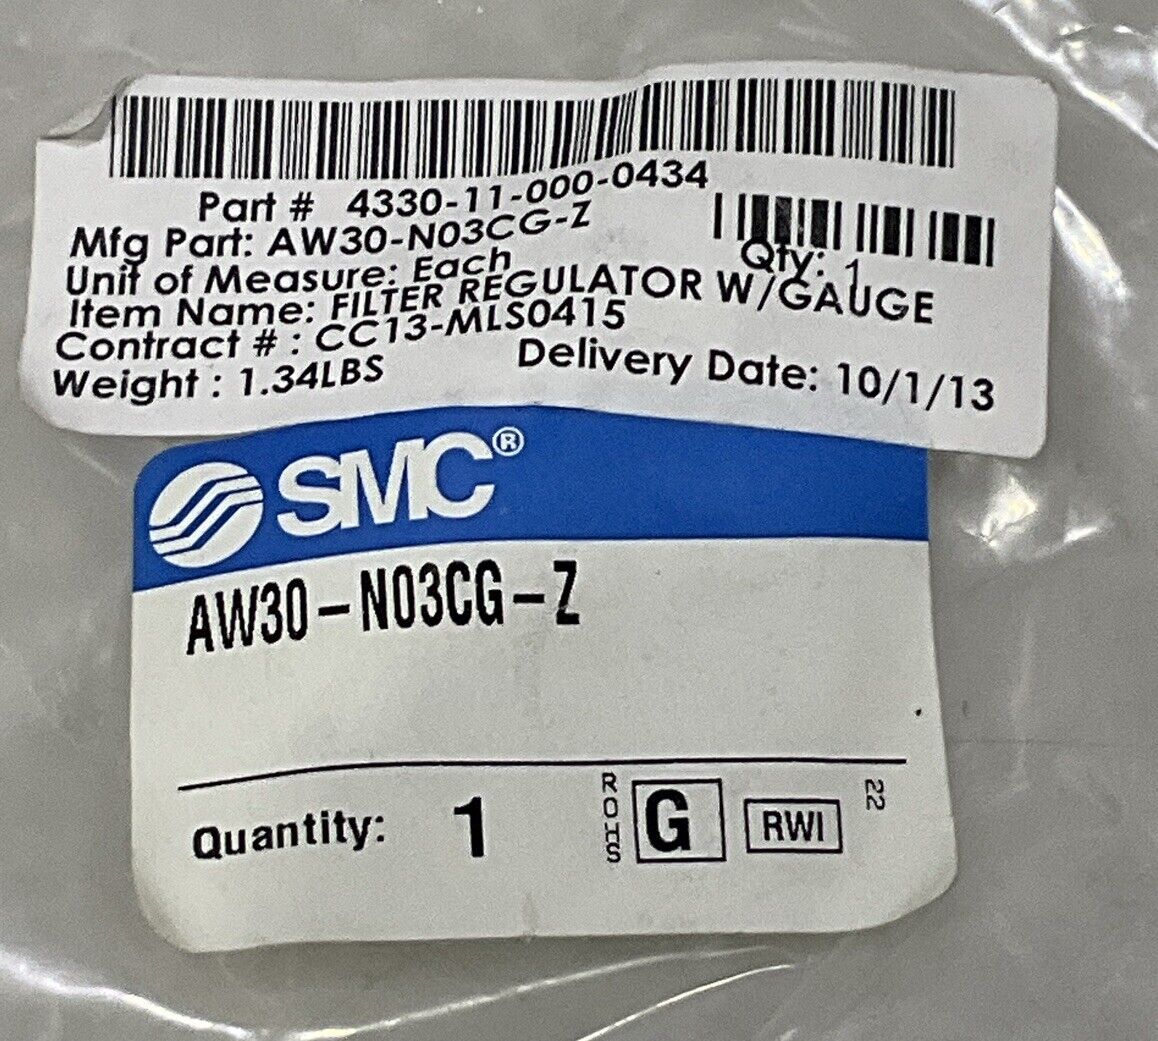 Part # 4330-11-000-0434
Mfg Part: AW30-N03CG-Z
Qty: 1
Unit of Measure: Each
Item Name: FILTER REGULATOR W/GAUGE
Contract # : CC13-MLS0415
Weight : 1.34LBS
Delivery Date: 10/1/13
SMC®
AW30-N03CG-Z
Quantity: 1
ROHS
G
RWI
22